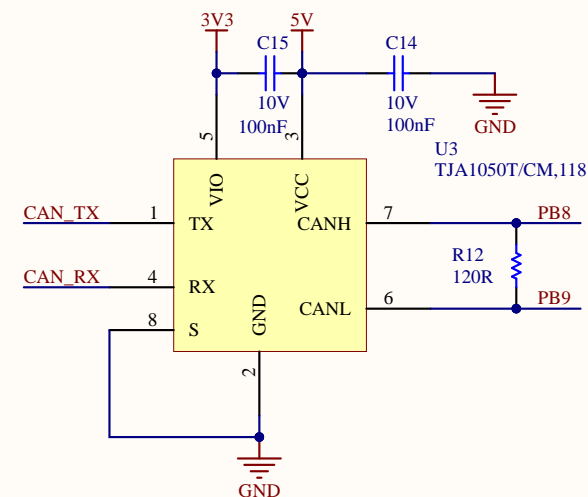 3V3
5V
C15
C14
10V
100nF
10V
100nF
GND
U3
TJA1050T/CM,118
5
3
VIO
VCC
CAN_TX
1
TX
CANH
7
PB8
R12
120R
CAN_RX
4
RX
CANL
6
PB9
8
S
GND
2
GND